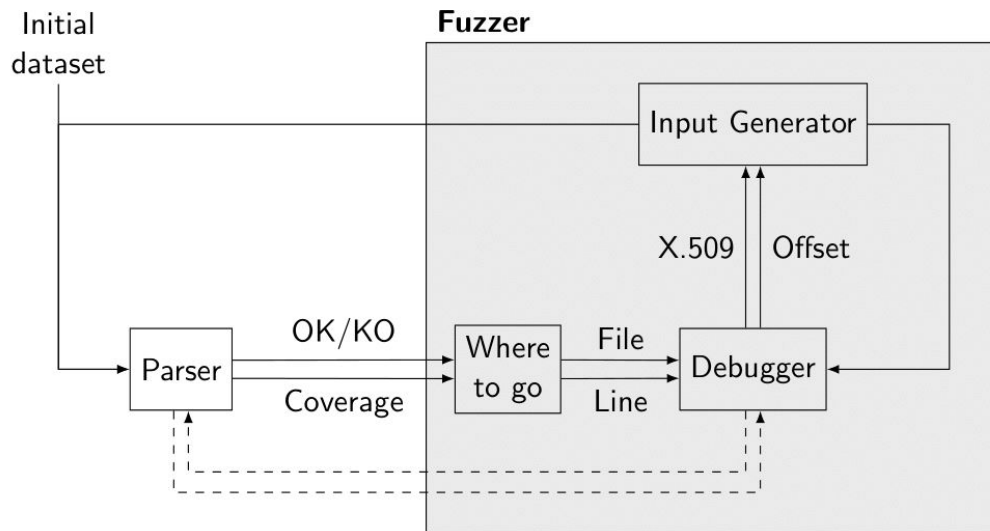 Initial
dataset
Fuzzer
Input Generator
X.509
Offset
OK/KO
Coverage
Parser
Where
to go
File
Line
Debugger